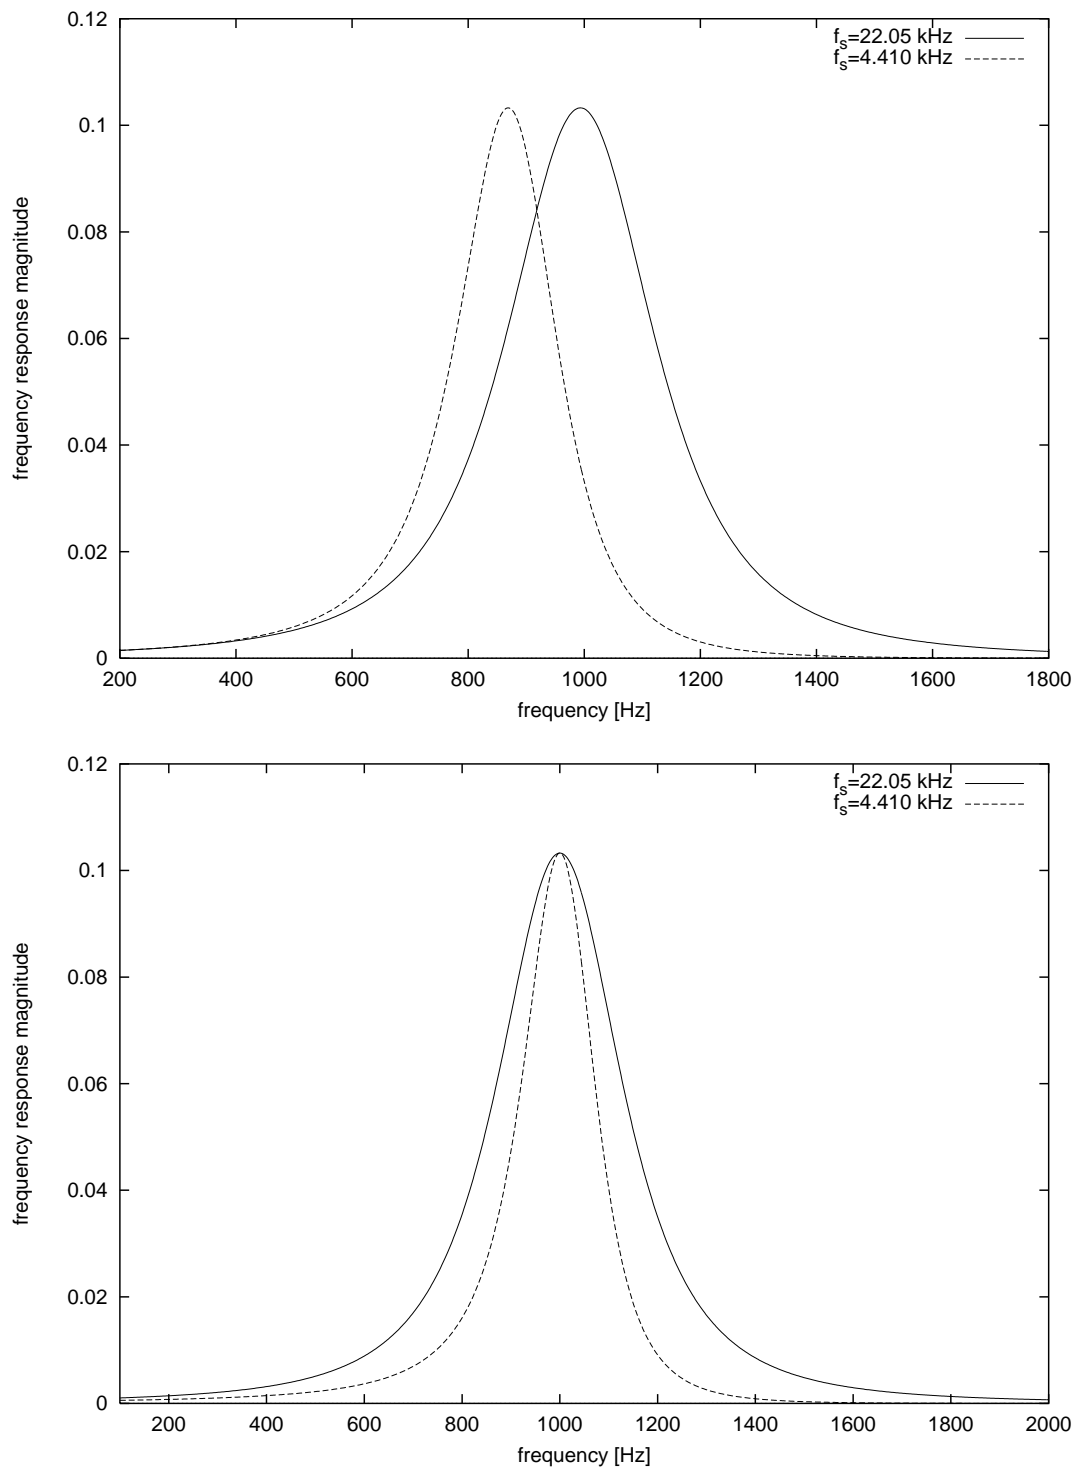 0.12
0.1
0.08
0.06
0.04
0.02
0
frequency response magnitude
f_s=22.05 kHz
f_s=4.410 kHz
200 400 600 800 1000 1200 1400 1600 1800
frequency [Hz]
0.12
0.1
0.08
0.06
0.04
0.02
0
frequency response magnitude
f_s=22.05 kHz
f_s=4.410 kHz
200 400 600 800 1000 1200 1400 1600 1800 2000
frequency [Hz]